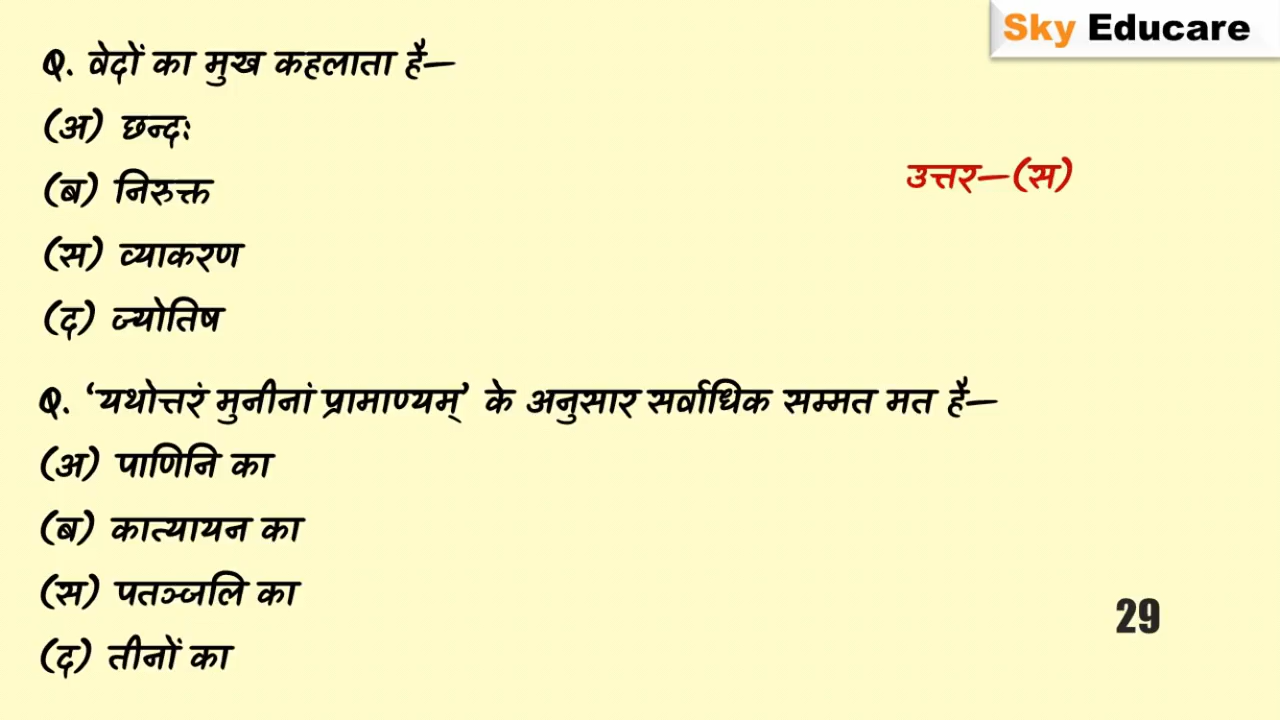 Sky Educare
Q. वेदों का मुख कहलाता है—
(अ) छन्दः
(ब) निरुक्त
उत्तर—(स)
(स) व्याकरण
(द) ज्योतिष
Q. ‘यथोत्तरं मुनीनां प्रामाण्यम्’ के अनुसार सर्वाधिक सम्मत मत है—
(अ) पाणिनि का
(ब) कात्यायन का
(स) पतञ्जलि का
(द) तीनों का
29